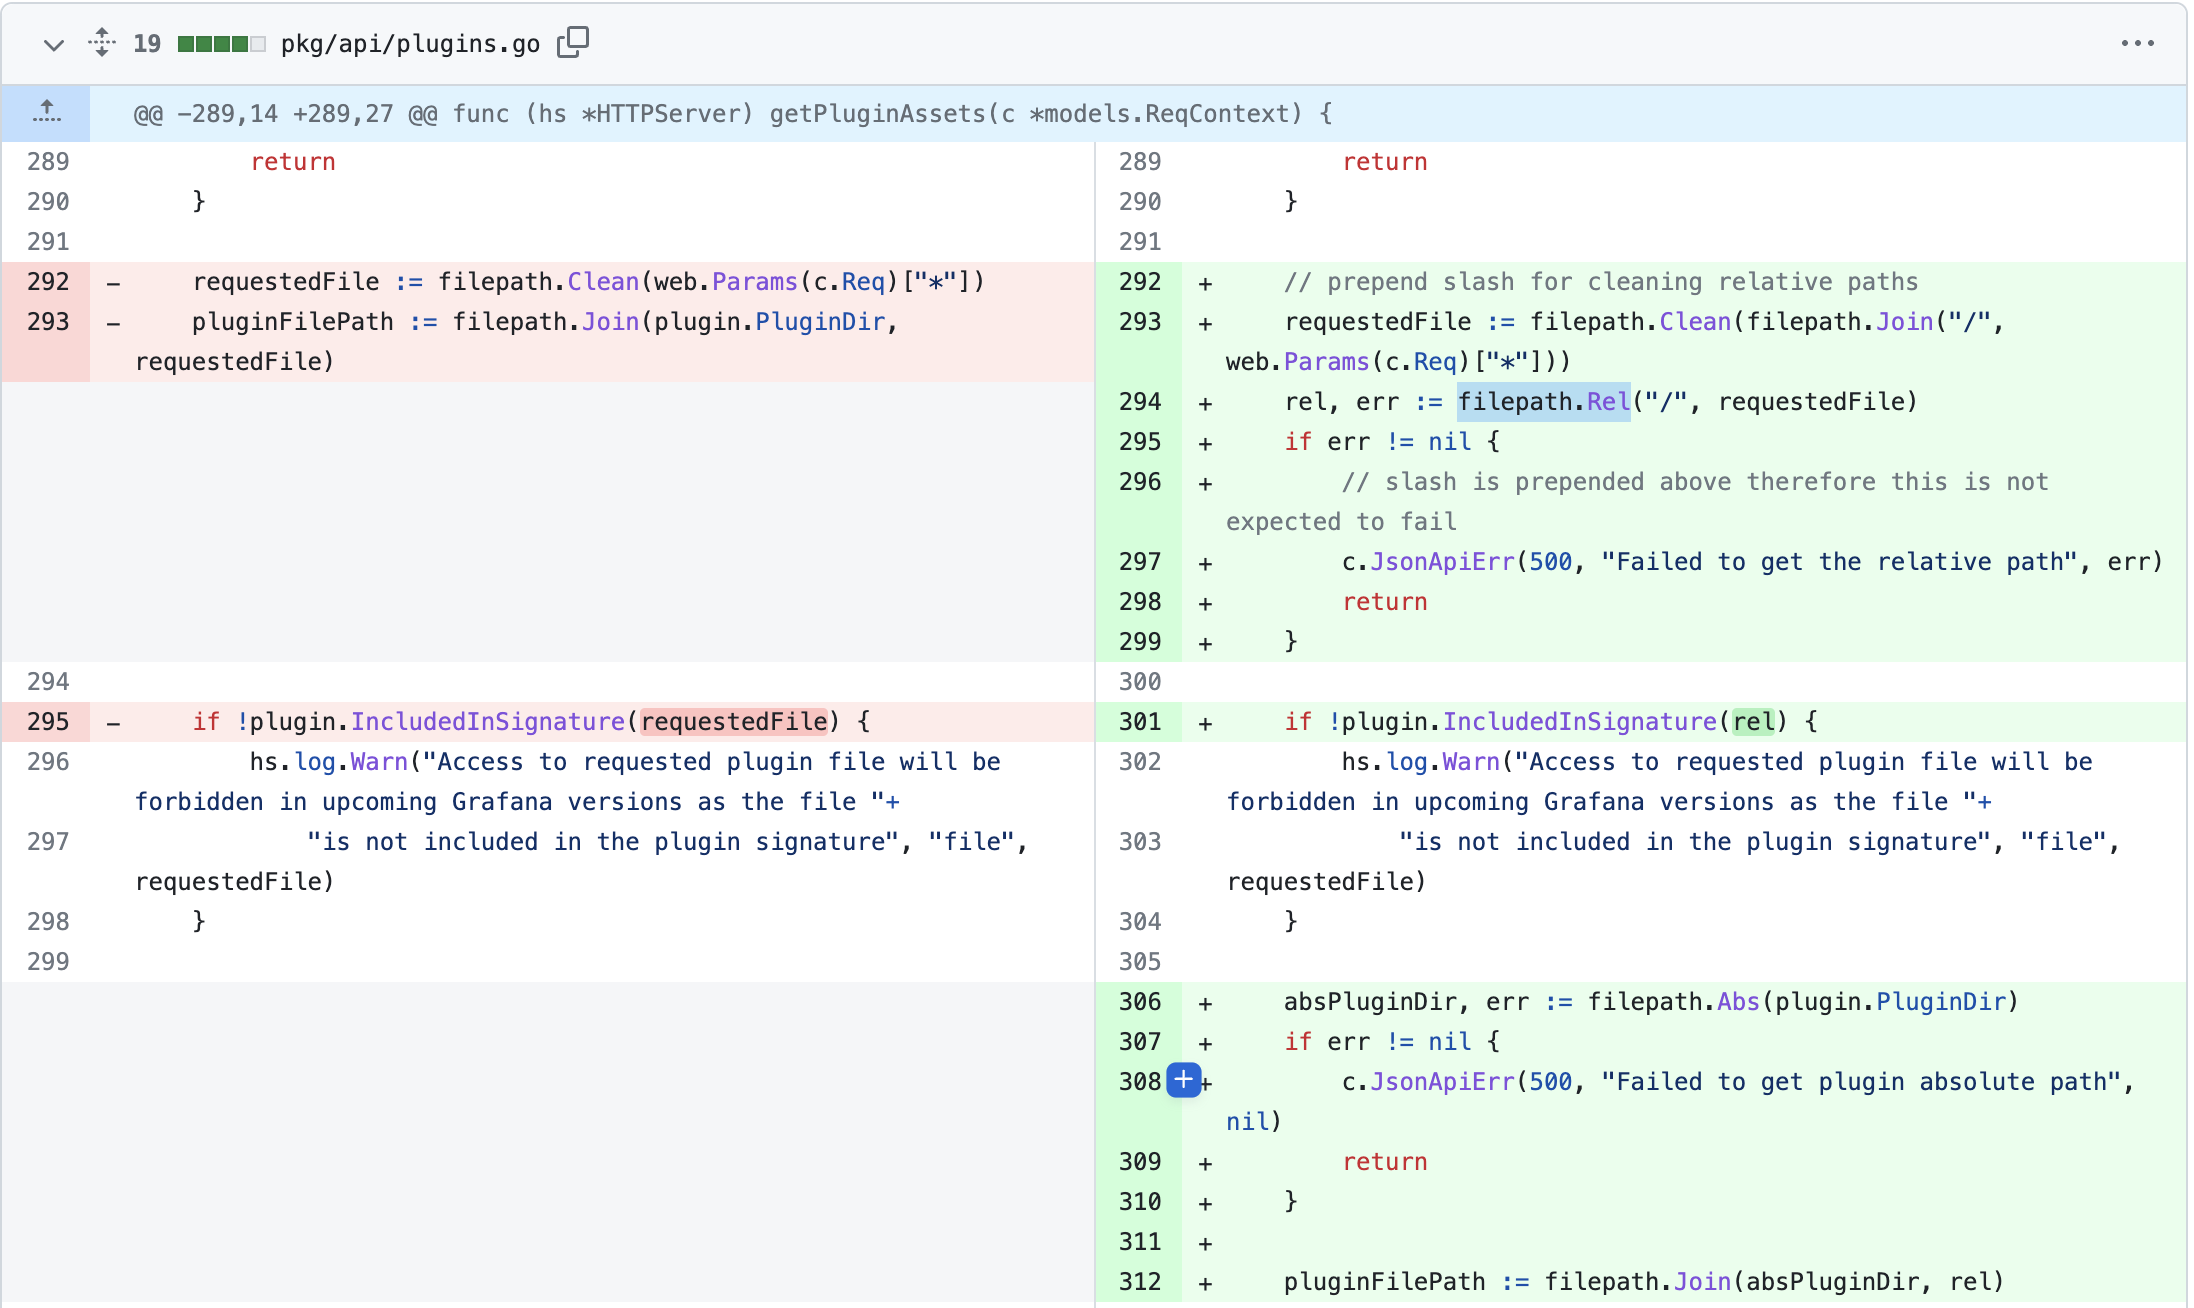 19 pkg/api/plugins.go
@@ -289,14 +289,27 @@ func (hs *HTTPServer) getPluginAssets(c *models.ReqContext) {
289 return
290 }
291
292 - requestedFile := filepath.Clean(web.Params(c.Req)["*"])
293 - pluginFilePath := filepath.Join(plugin.PluginDir,
requestedFile)
294
295 - if !plugin.IncludedInSignature(requestedFile) {
296 hs.log.Warn("Access to requested plugin file will be
forbidden in upcoming Grafana versions as the file "+
297 "is not included in the plugin signature", "file",
requestedFile)
298 }
299
289 return
290 }
291
292 + // prepend slash for cleaning relative paths
293 + requestedFile := filepath.Clean(filepath.Join("/",
web.Params(c.Req)["*"]))
294 + rel, err := filepath.Rel("/", requestedFile)
295 + if err != nil {
296 + // slash is prepended above therefore this is not
expected to fail
297 + c.JsonApiErr(500, "Failed to get the relative path", err)
298 + return
299 + }
300
301 + if !plugin.IncludedInSignature(rel) {
302 hs.log.Warn("Access to requested plugin file will be
forbidden in upcoming Grafana versions as the file "+
303 "is not included in the plugin signature", "file",
requestedFile)
304 }
305
306 + absPluginDir, err := filepath.Abs(plugin.PluginDir)
307 + if err != nil {
308 + c.JsonApiErr(500, "Failed to get plugin absolute path",
nil)
309 + return
310 + }
311 +
312 + pluginFilePath := filepath.Join(absPluginDir, rel)